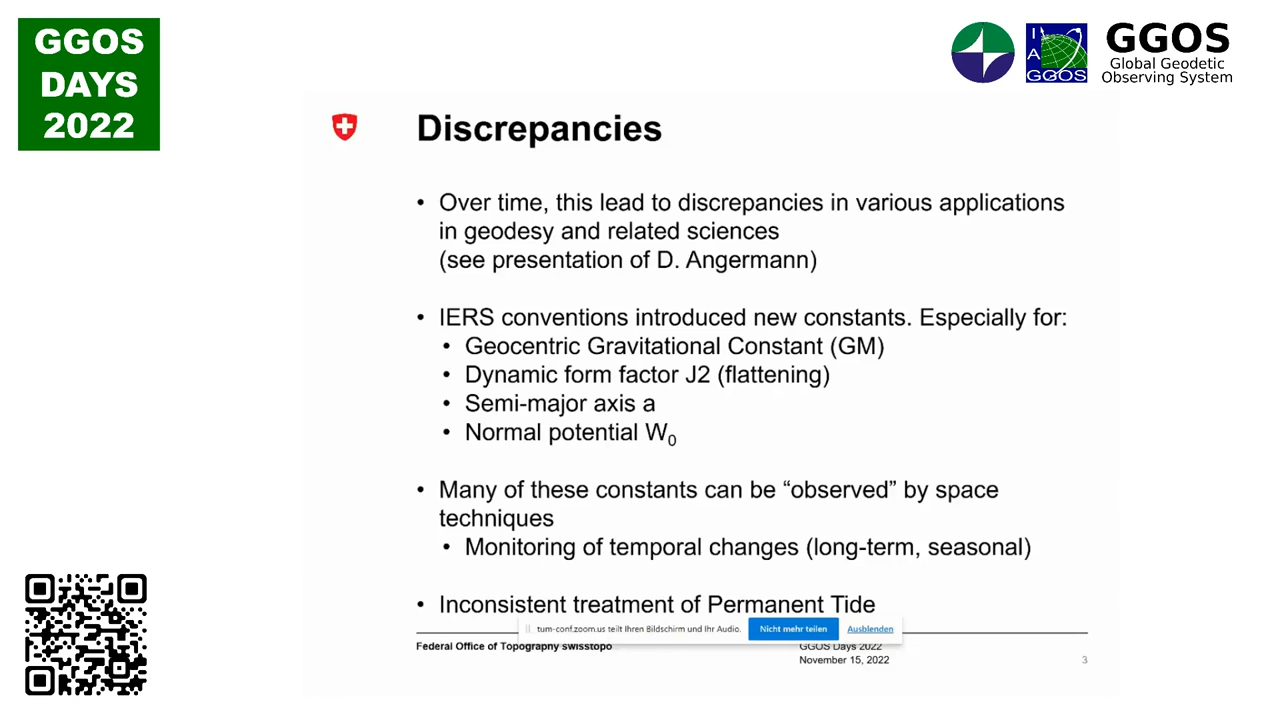 GGOS
DAYS
2022
I
A
GGOS
GGOS
Global Geodetic
Observing System
Discrepancies
• Over time, this lead to discrepancies in various applications
in geodesy and related sciences
(see presentation of D. Angermann)
• IERS conventions introduced new constants. Especially for:
• Geocentric Gravitational Constant (GM)
• Dynamic form factor J2 (flattening)
• Semi-major axis a
• Normal potential W₀
• Many of these constants can be “observed” by space
techniques
• Monitoring of temporal changes (long-term, seasonal)
• Inconsistent treatment of Permanent Tide
tum-conf.zoom.us teilt Ihren Bildschirm und Ihr Audio. Nicht mehr teilen Ausblenden
Federal Office of Topography swisstopo GGOS Days 2022
November 15, 2022 3